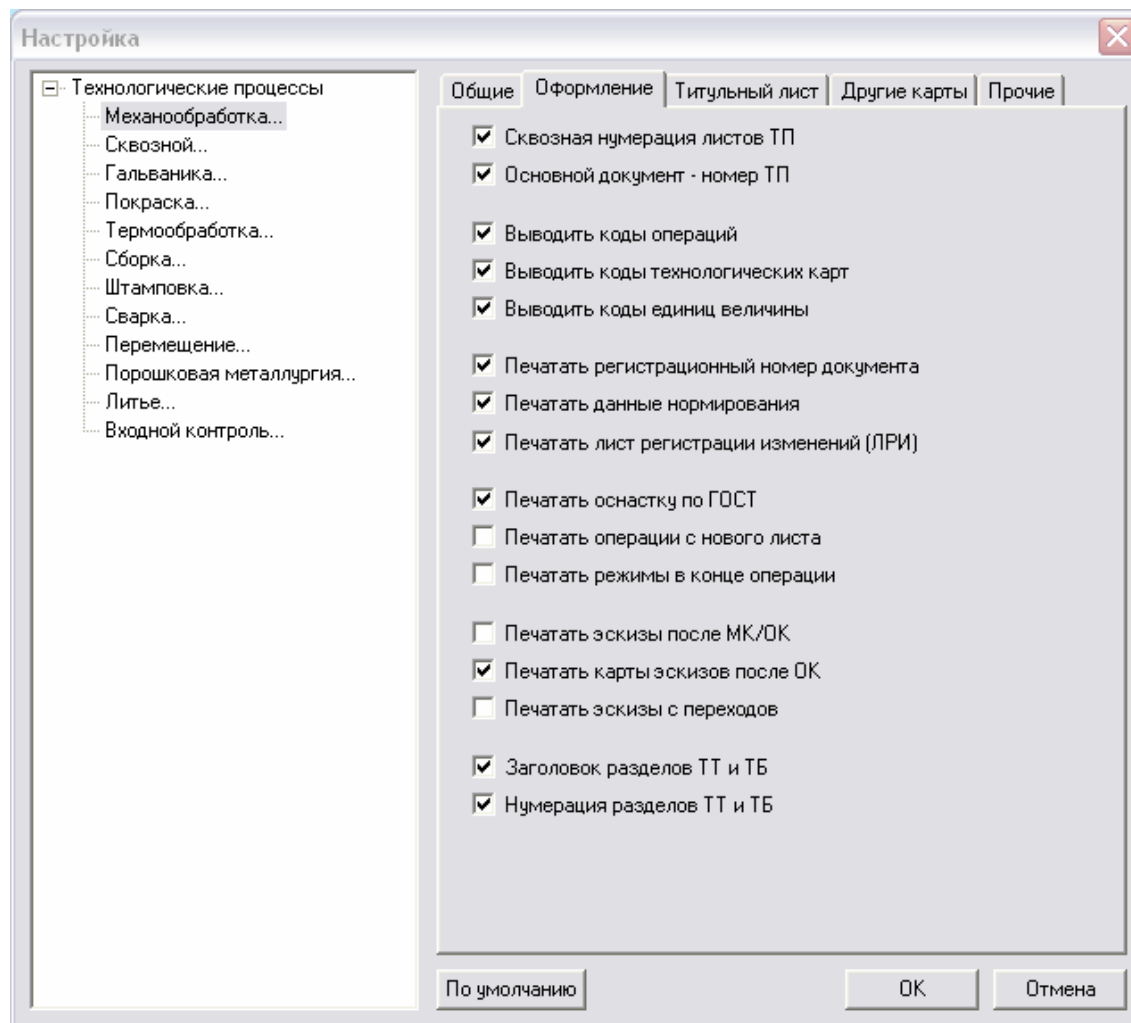 Настройка
Технологические процессы
Механообработка...
Сквозной...
Гальваника...
Покраска...
Термообработка...
Сборка...
Штамповка...
Сварка...
Перемещение...
Порошковая металлургия...
Литье...
Входной контроль...
Общие Оформление Титульный лист Другие карты Прочие
Сквозная нумерация листов ТП
Основной документ - номер ТП
Выводить коды операций
Выводить коды технологических карт
Выводить коды единиц величины
Печатать регистрационный номер документа
Печатать данные нормирования
Печатать лист регистрации изменений (ЛРИ)
Печатать оснастку по ГОСТ
Печатать операции с нового листа
Печатать режимы в конце операции
Печатать эскизы после МК/ОК
Печатать карты эскизов после ОК
Печатать эскизы с переходов
Заголовок разделов ТТ и ТБ
Нумерация разделов ТТ и ТБ
По умолчанию ОК Отмена